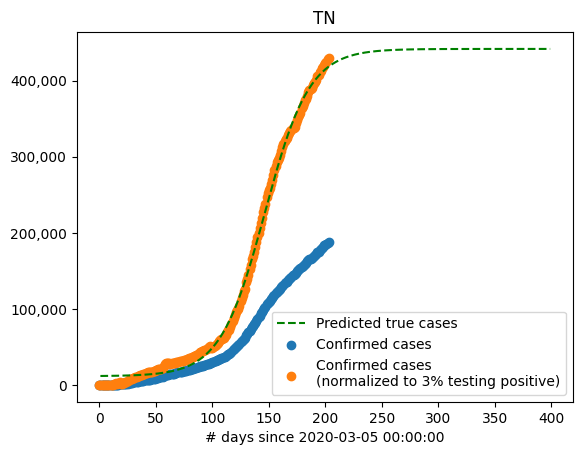 TN
400,000
300,000
200,000
100,000
0
Predicted true cases
Confirmed cases
Confirmed cases
(normalized to 3% testing positive)
0 50 100 150 200 250 300 350 400
# days since 2020-03-05 00:00:00